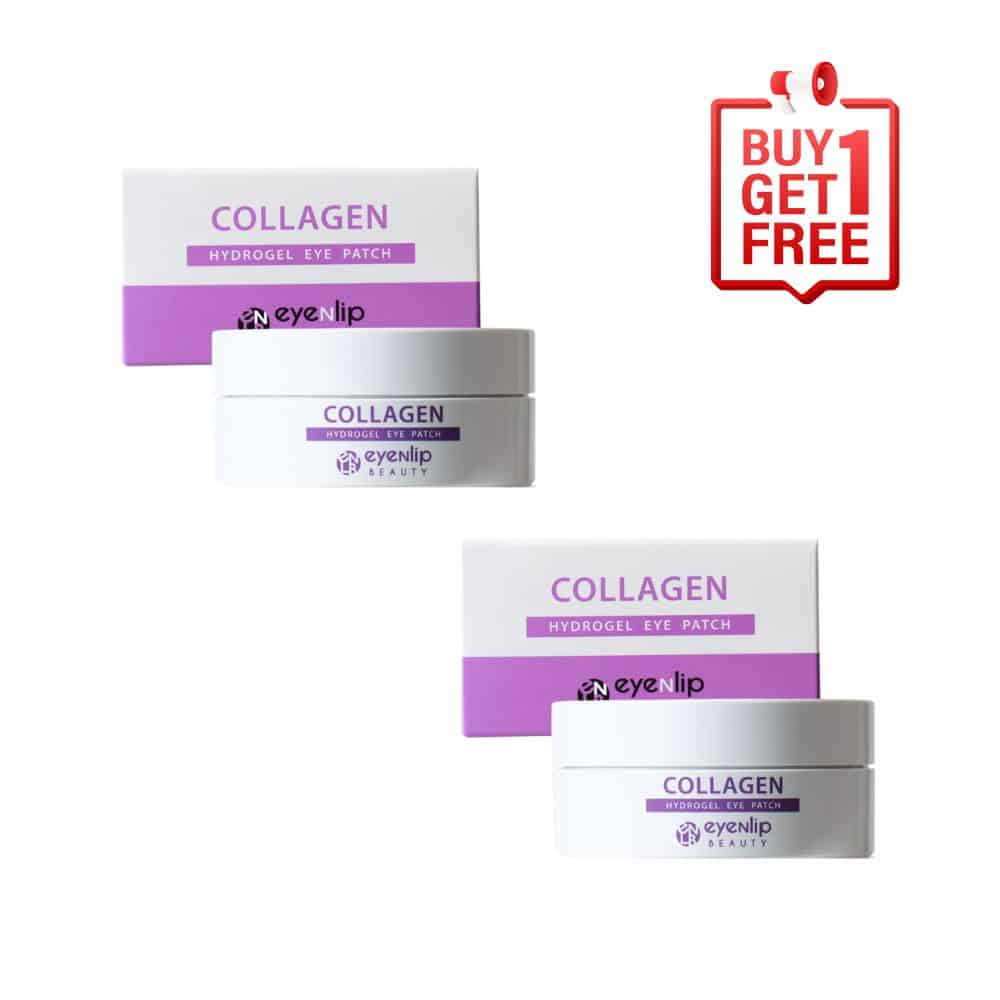 BUY 1
GET
FREE
COLLAGEN
HYDROGEL EYE PATCH
eyeNlip
COLLAGEN
HYDROGEL EYE PATCH
eyeNlip
BEAUTY
COLLAGEN
HYDROGEL EYE PATCH
eyeNlip
COLLAGEN
HYDROGEL EYE PATCH
eyeNlip
BEAUTY